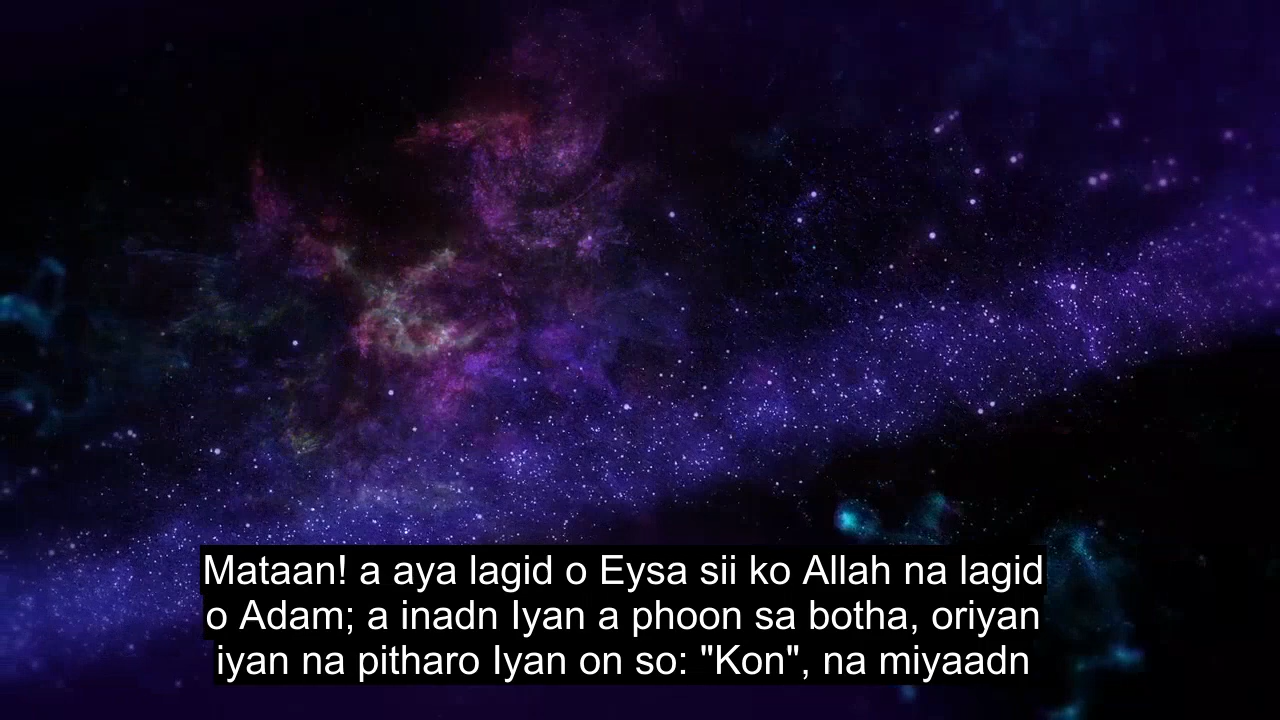 Mataan! a aya lagid o Eysa sii ko Allah na lagid
o Adam; a inadn Iyan a phoon sa botha, oriyan
iyan na pitharo Iyan on so: "Kon", na miyaadn